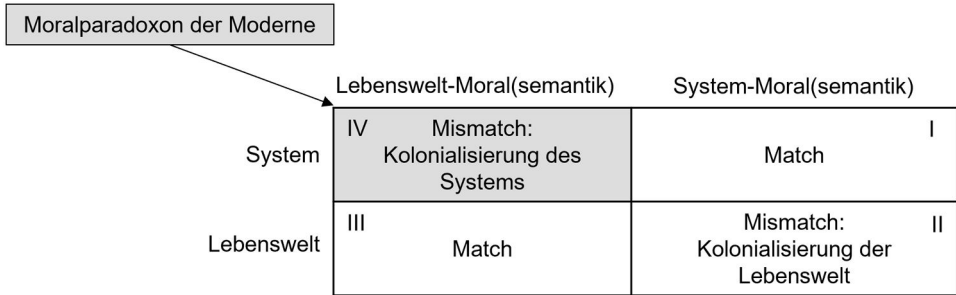 Moralparadoxon der Moderne
Lebenswelt-Moral(semantik)
System-Moral(semantik)
System
IV
Mismatch:
Kolonialisierung des
Systems
I
Match
Lebenswelt
III
Match
II
Mismatch:
Kolonialisierung der
Lebenswelt